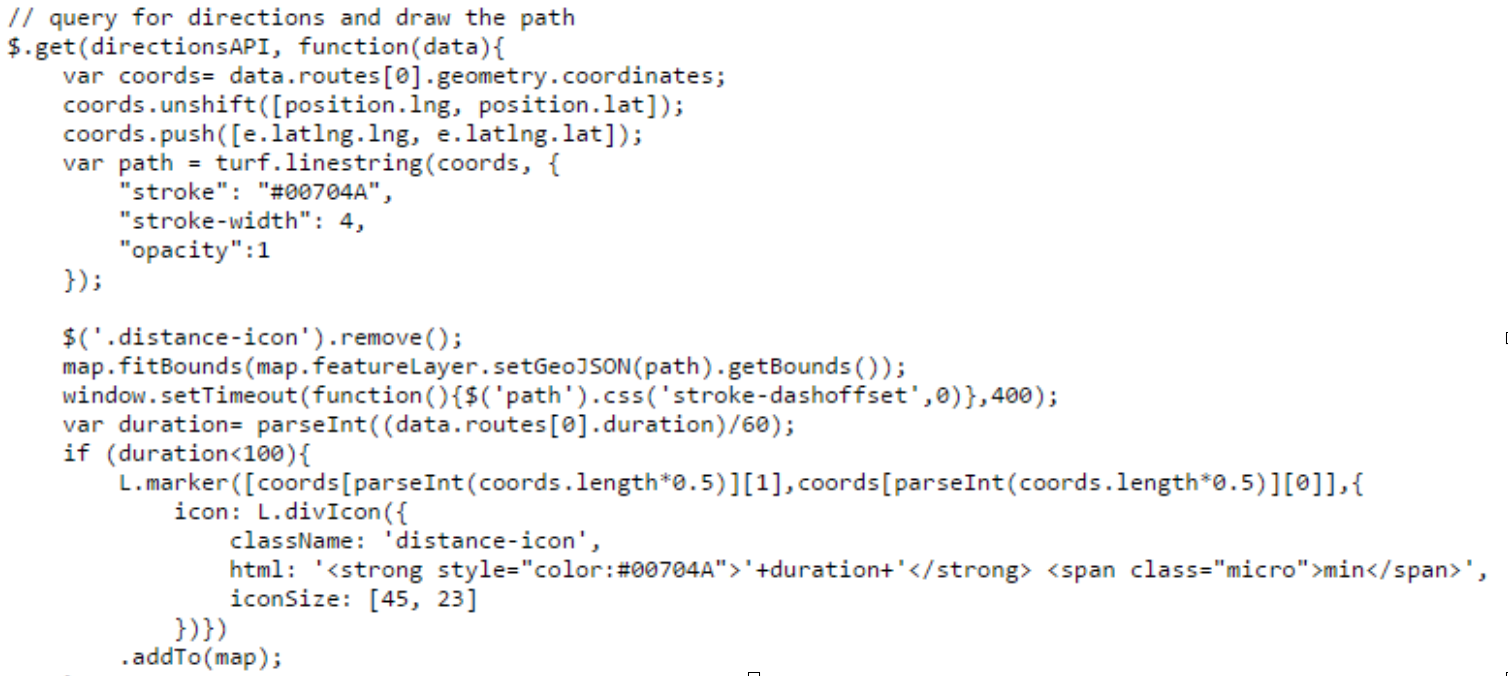 // query for directions and draw the path
$.get(directionsAPI, function(data){
    var coords= data.routes[0].geometry.coordinates;
    coords.unshift([position.lng, position.lat]);
    coords.push([e.latlng.lng, e.latlng.lat]);
    var path = turf.linestring(coords, {
        "stroke": "#00704A",
        "stroke-width": 4,
        "opacity":1
    });

    $('.distance-icon').remove();
    map.fitBounds(map.featureLayer.setGeoJSON(path).getBounds());
    window.setTimeout(function(){$('path').css('stroke-dashoffset',0)},400);
    var duration= parseInt((data.routes[0].duration)/60);
    if (duration<100){
        L.marker([coords[parseInt(coords.length*0.5)][1],coords[parseInt(coords.length*0.5)][0]],{
            icon: L.divIcon({
                className: 'distance-icon',
                html: '<strong style="color:#00704A">'+duration+'</strong> <span class="micro">min</span>',
                iconSize: [45, 23]
            })})
        .addTo(map);